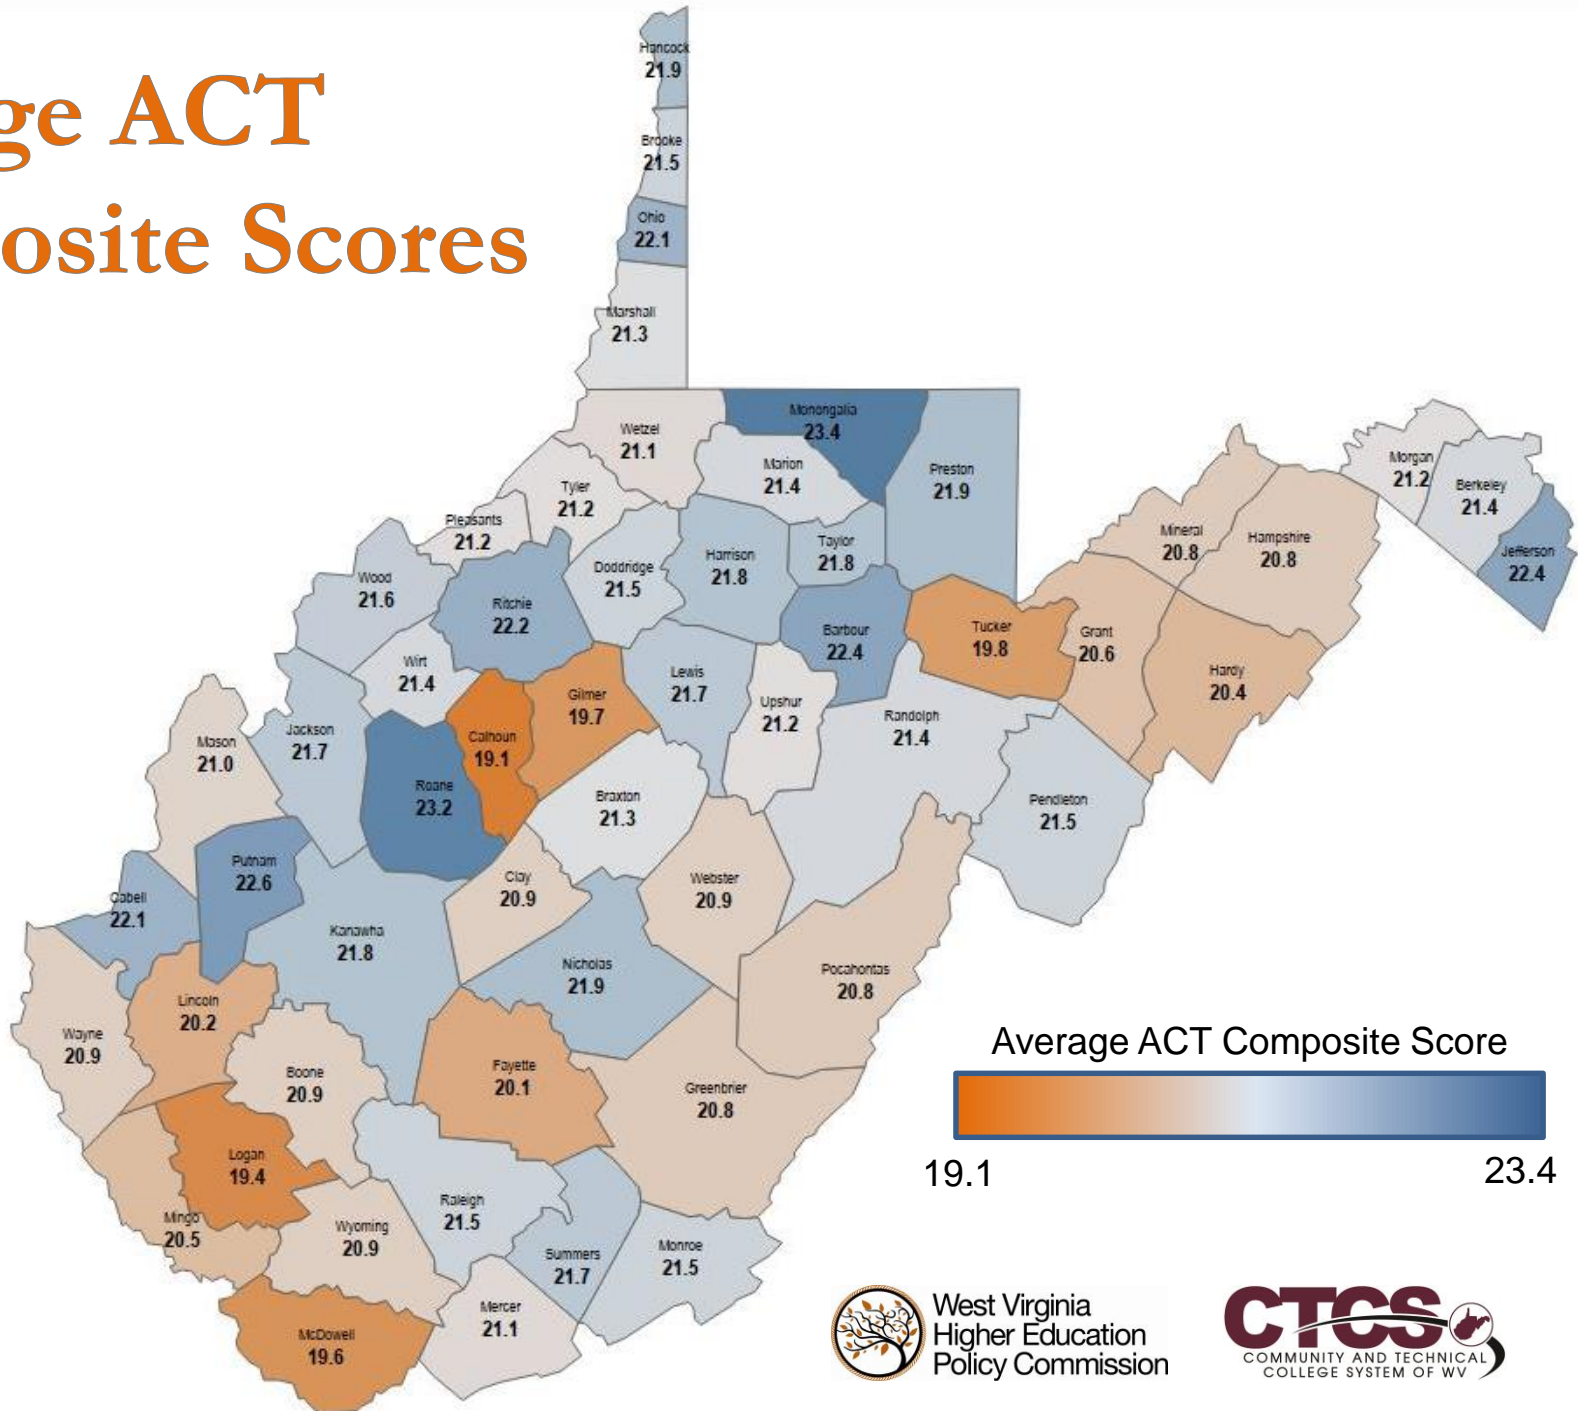 ge ACT
osite Scores
Hancock
21.9
Brooke
21.5
Ohio
22.1
Marshall
21.3
Wetzel
21.1
Monongalia
23.4
Marion
21.4
Preston
21.9
Tyler
21.2
Pleasants
21.2
Morgan
21.2
Berkeley
21.4
Jefferson
22.4
Mineral
20.8
Hampshire
20.8
Wood
21.6
Ritchie
22.2
Doddridge
21.5
Harrison
21.8
Taylor
21.8
Barbour
22.4
Tucker
19.8
Grant
20.6
Hardy
20.4
Wirt
21.4
Calhoun
19.1
Gilmer
19.7
Lewis
21.7
Upshur
21.2
Randolph
21.4
Mason
21.0
Jackson
21.7
Roane
23.2
Braxton
21.3
Pendleton
21.5
Cabell
22.1
Putnam
22.6
Clay
20.9
Webster
20.9
Kanawha
21.8
Nicholas
21.9
Pocahontas
20.8
Wayne
20.9
Lincoln
20.2
Boone
20.9
Fayette
20.1
Greenbrier
20.8
Logan
19.4
Mingo
20.5
Wyoming
20.9
Raleigh
21.5
Summers
21.7
Monroe
21.5
Mercer
21.1
McDowell
19.6
Average ACT Composite Score
19.1 23.4
West Virginia
Higher Education
Policy Commission
CTCS
COMMUNITY AND TECHNICAL
COLLEGE SYSTEM OF WV